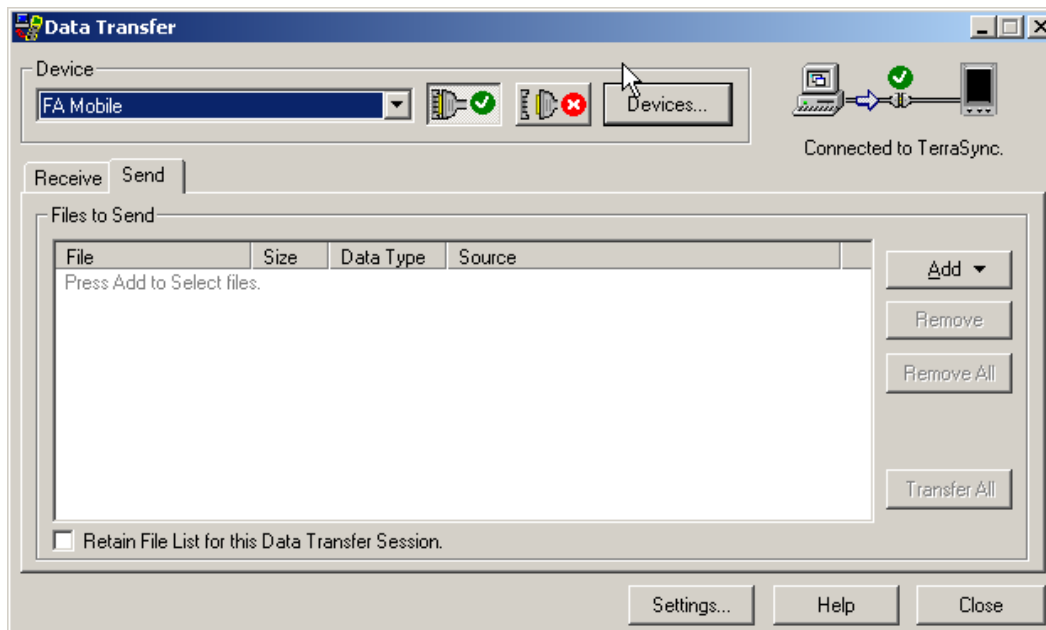 Data Transfer
Device
FA Mobile
Devices...
Connected to TerraSync.
Receive
Send
Files to Send
File Size Data Type Source
Press Add to Select files.
Add
Remove
Remove All
Transfer All
Retain File List for this Data Transfer Session.
Settings... Help Close